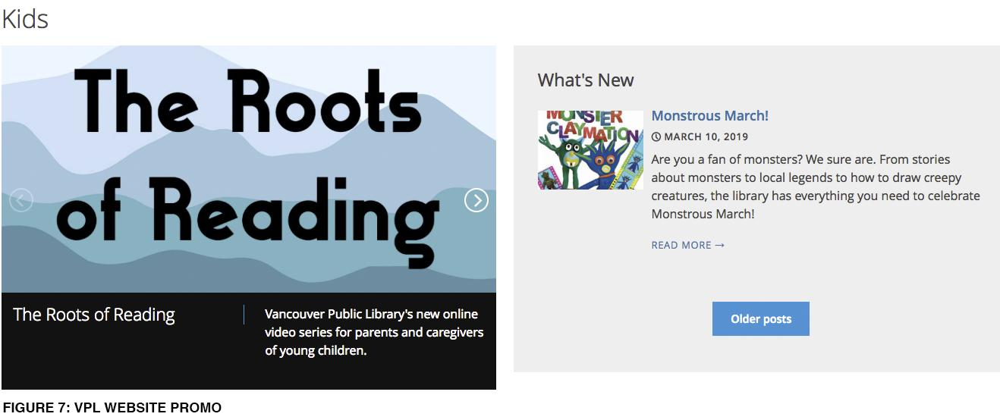 Kids
The Roots
of Reading
The Roots of Reading
Vancouver Public Library's new online
video series for parents and caregivers
of young children.
What's New
MONSTER
CLAYMATION
Monstrous March!
MARCH 10, 2019
Are you a fan of monsters? We sure are. From stories
about monsters to local legends to how to draw creepy
creatures, the library has everything you need to celebrate
Monstrous March!
READ MORE →
Older posts
FIGURE 7: VPL WEBSITE PROMO